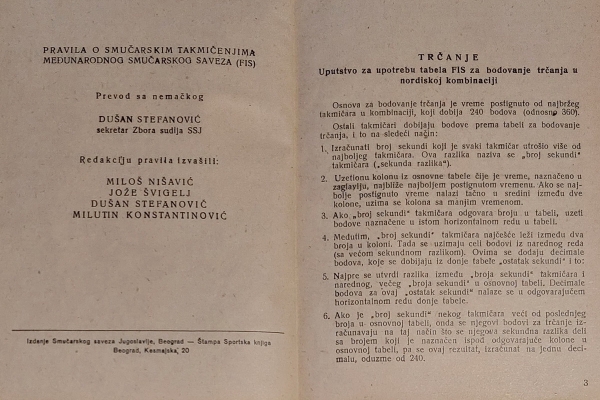 PRAVILA O SMUČARSKIM TAKMIČENJIMA
MEĐUNARODNOG SMUČARSKOG SAVEZA (FIS)
Prevod sa nemačkog
DUŠAN STEFANOVIĆ
sekretar Zbora sudija SSJ
Redakciju pravila izvršili:
MILOŠ NIŠAVIĆ
JOŽE ŠVIGELJ
DUŠAN STEFANOVIĆ
MILUTIN KONSTANTINOVIĆ
Izdanje Smučarskog saveza Jugoslavije, Beograd — Štampa Sportska knjiga
Beograd, Kesmajska, 20
TRČANJE
Uputstvo za upotrebu tabela FIS za bodovanje trčanja u
nordiskoj kombinaciji
Osnova za bodovanje trčanja je vreme postignuto od najbržeg
takmičara u kombinaciji, koji dobija 240 bodova (odnosno 360).
Ostali takmičari dobijaju bodove prema tabeli za bodovanje
trčanja, i to na sledeći način:
1. Izračunati broj sekundi koji je svaki takmičar utrošio više od
najboljeg takmičara. Ova razlika naziva se „broj sekundi“
takmičara („sekunda razlika“).
2. Uzetionu kolonu iz osnovne tabele čije je vreme, naznačeno u
zaglavlju, najbliže najboljem postignutom vremenu. Ako se naj-
bolje postignuto vreme nalazi tačno u sredini između dve
kolone, uzima se kolona sa manjim vremenom.
3. Ako „broj sekundi“ takmičara odgovara broju u tabeli, uzeti
bodove naznačene u istom horizontalnom redu u tabeli.
4. Međutim, „broj sekundi“ takmičara najčešće leži između dva
broja u koloni. Tada se uzimaju celi bodovi iz narednog reda
(sa većom sekundnom razlikom). Ovima se dodaju decimale
bodova, koje se dobijaju iz donje tabele „ostatak sekundi“ i to:
5. Najpre se utvrdi razlika između „broja sekundi“ takmičara i
narednog, većeg „broja sekundi“ u osnovnoj tabeli. Decimale
bodova za ovaj „ostatak sekundi“ nalaze se u odgovarajućem
horizontalnom redu donje tabele.
6. Ako je „broj sekundi“ nekog takmičara veći od poslednjeg
broja u osnovnoj tabeli, onda se njegovi bodovi za trčanje iz-
računavaju na taj način što se njegova sekundna razlika deli
sa brojem koji je naznačen ispod odgovarajuće kolone u
osnovnoj tabeli, pa se ovaj rezultat, izračunat na jednu deci-
malu, oduzme od 240.
3